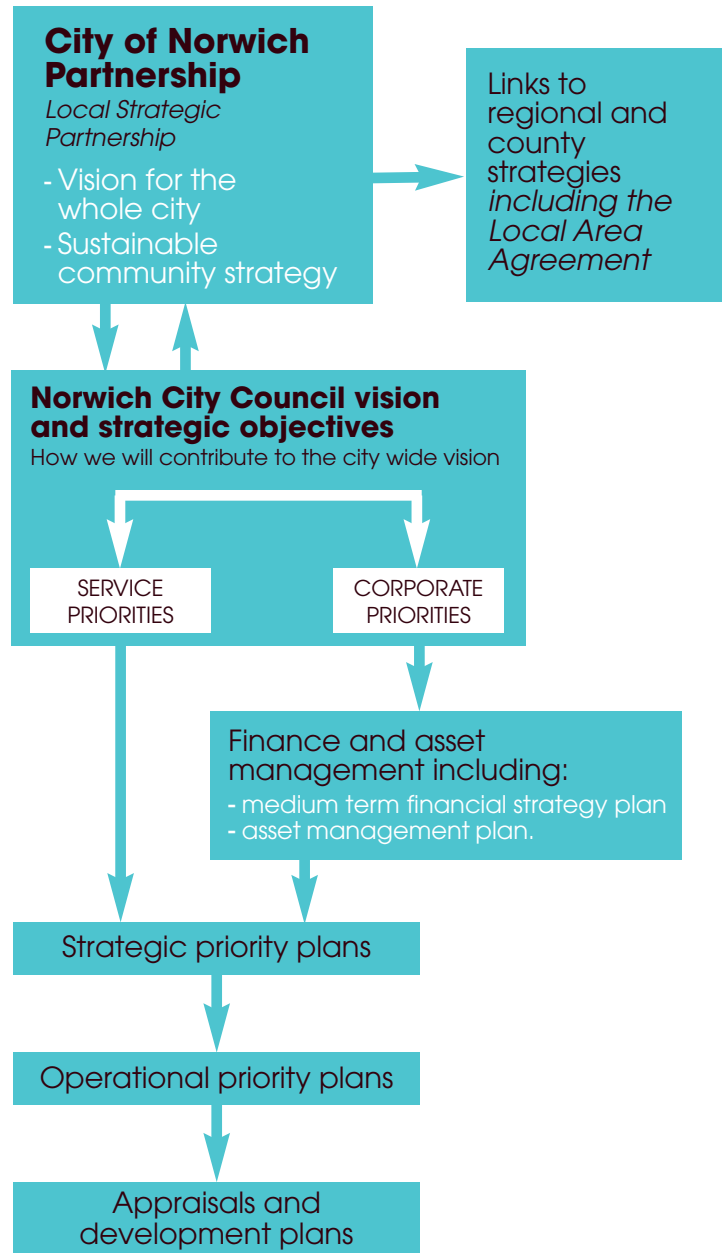 City of Norwich
Partnership
Local Strategic
Partnership
- Vision for the
whole city
- Sustainable
community strategy
Links to
regional and
county
strategies
including the
Local Area
Agreement
Norwich City Council vision
and strategic objectives
How we will contribute to the city wide vision
SERVICE
PRIORITIES
CORPORATE
PRIORITIES
Finance and asset
management including:
- medium term financial strategy plan
- asset management plan.
Strategic priority plans
Operational priority plans
Appraisals and
development plans